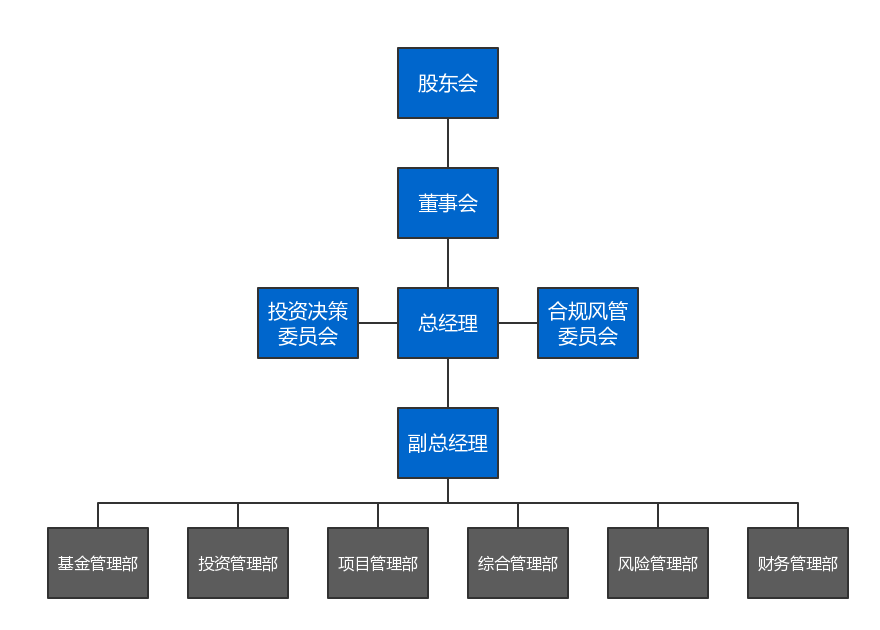 股东会
董事会
投资决策
委员会
总经理
合规风管
委员会
副总经理
基金管理部
投资管理部
项目管理部
综合管理部
风险管理部
财务管理部